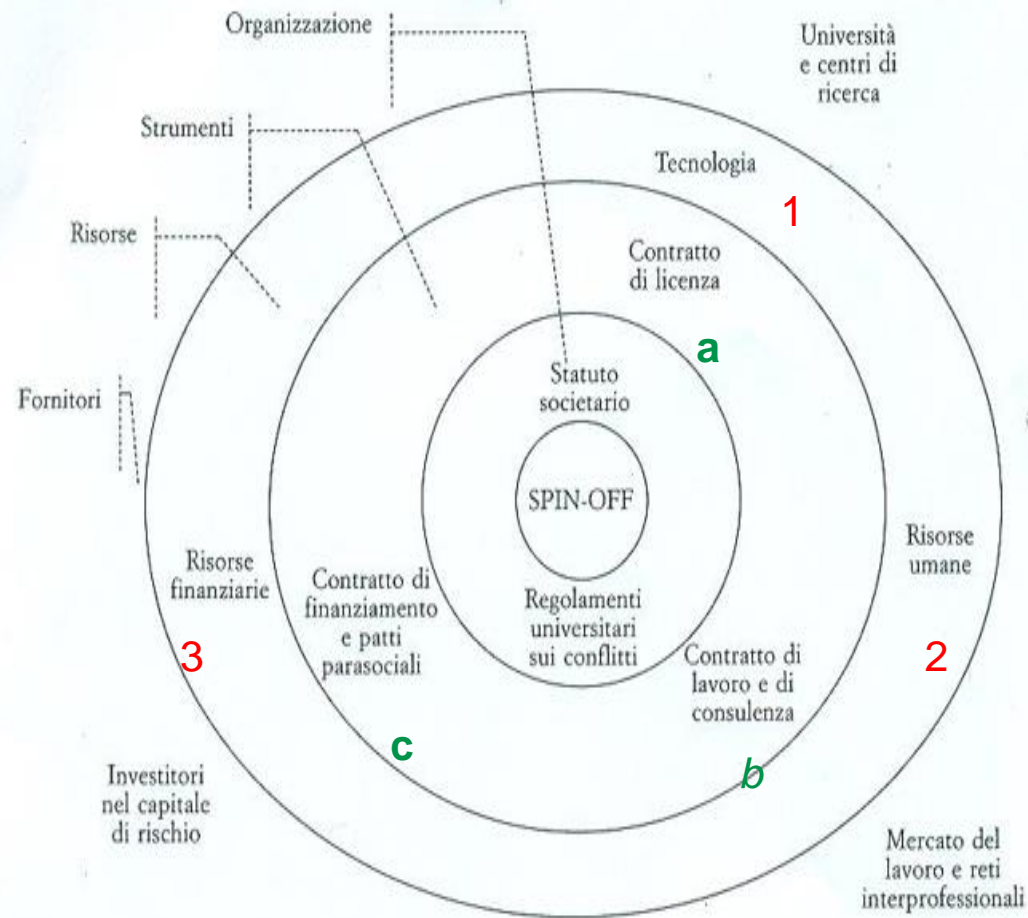 Organizzazione
Università
e centri di
ricerca
Strumenti
Tecnologia
1
Risorse
Contratto
di licenza
a
Statuto
societario
Fornitori
SPIN-OFF
Risorse
umane
Risorse
finanziarie
Contratto di
finanziamento
e patti
parasociali
Regolamenti
universitari
sui conflitti
3
2
Contratto di
lavoro e di
consulenza
c
b
Investitori
nel capitale
di rischio
Mercato del
lavoro e reti
interprofessionali